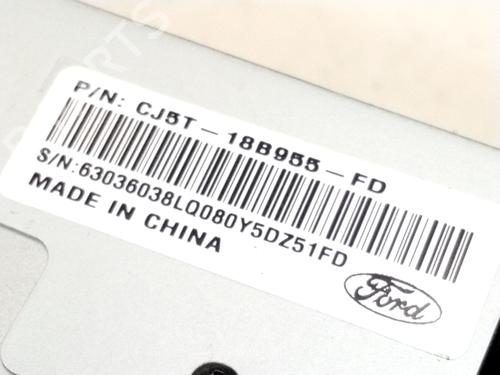 P/N: CJ5T-18B955-FD
S/N:63036038LQ080Y5DZ51FD
MADE IN CHINA
Ford